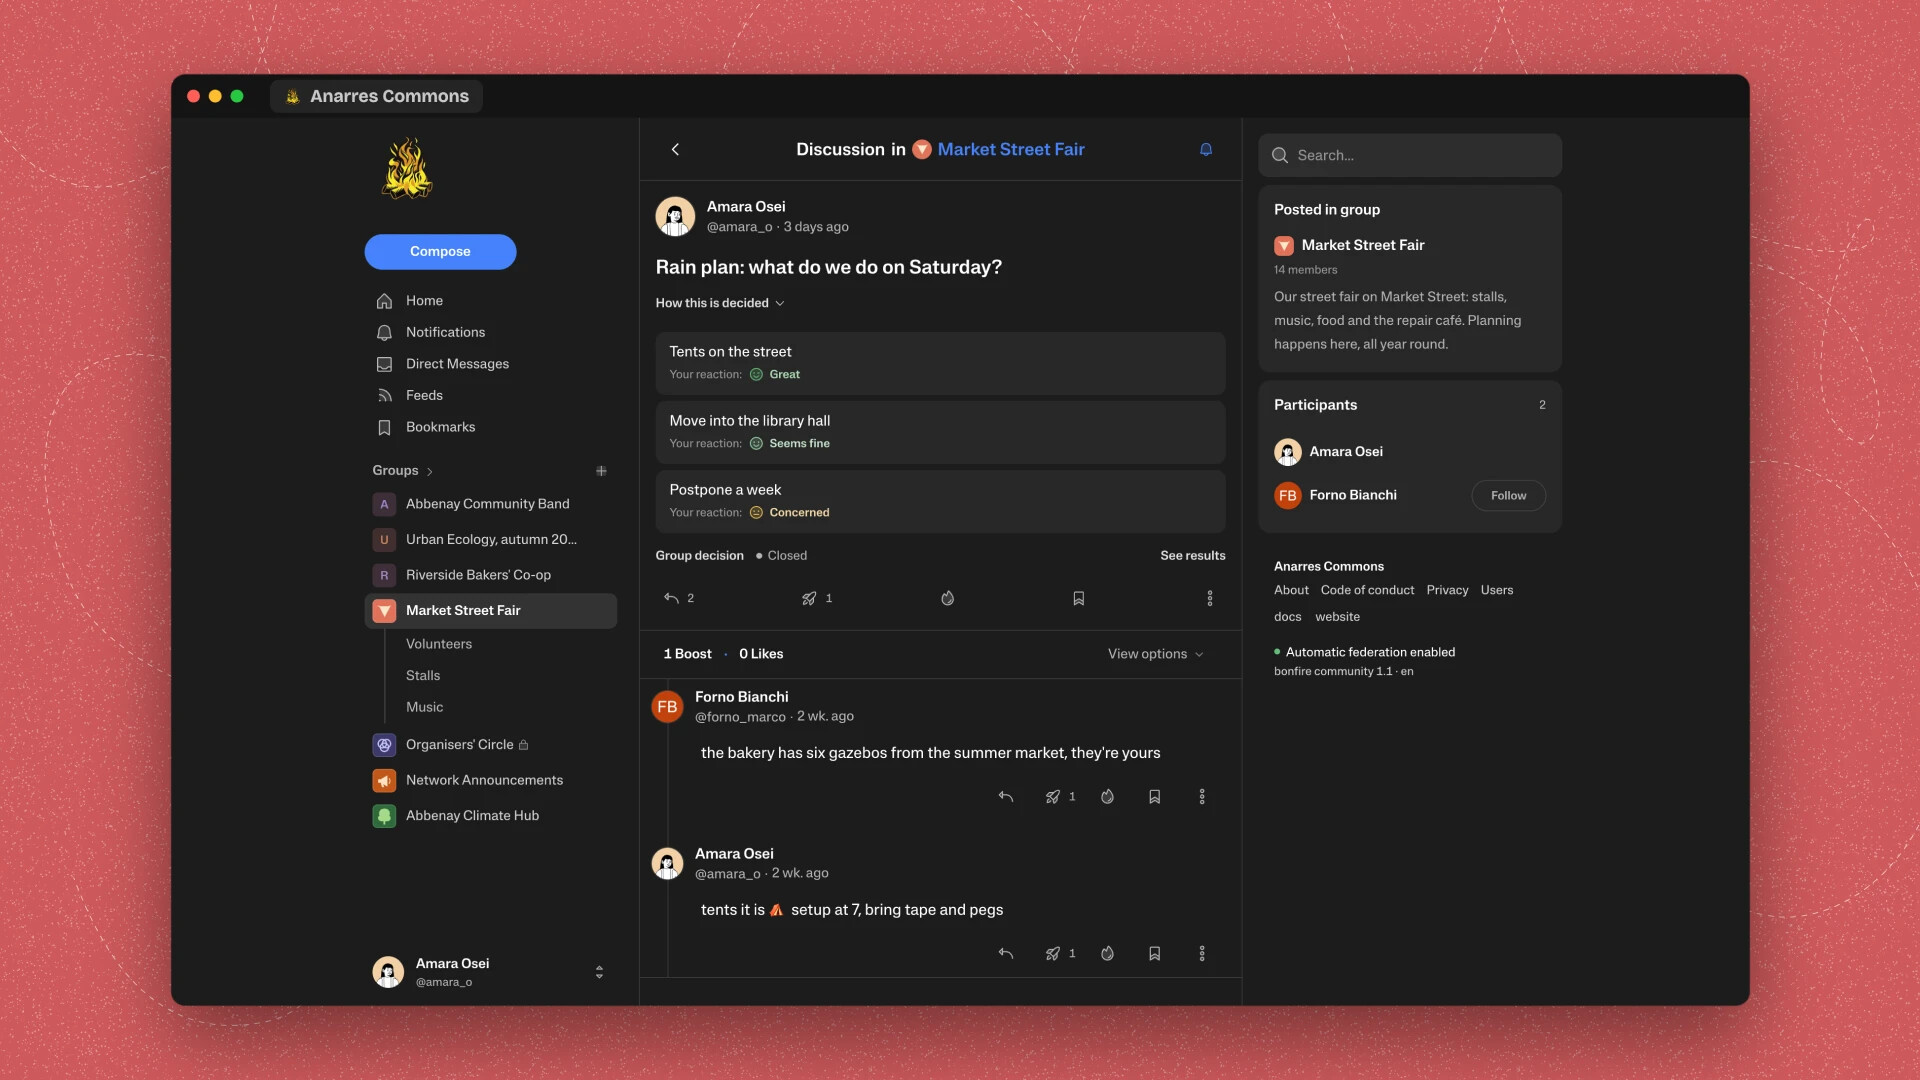 Anarres Commons
Compose
Home
Notifications
Direct Messages
Feeds
Bookmarks
Groups
A Abbenay Community Band
U Urban Ecology, autumn 20...
R Riverside Bakers' Co-op
Market Street Fair
Volunteers
Stalls
Music
Organisers' Circle
Network Announcements
Abbenay Climate Hub
Amara Osei
@amara_o
Discussion in Market Street Fair
Amara Osei
@amara_o · 3 days ago
Rain plan: what do we do on Saturday?
How this is decided
Tents on the street
Your reaction: Great
Move into the library hall
Your reaction: Seems fine
Postpone a week
Your reaction: Concerned
Group decision • Closed See results
2 1
1 Boost · 0 Likes View options
FB Forno Bianchi
@forno_marco · 2 wk. ago
the bakery has six gazebos from the summer market, they're yours
1
Amara Osei
@amara_o · 2 wk. ago
tents it is ⛺ setup at 7, bring tape and pegs
1
Search...
Posted in group
Market Street Fair
14 members
Our street fair on Market Street: stalls,
music, food and the repair café. Planning
happens here, all year round.
Participants 2
Amara Osei
FB Forno Bianchi Follow
Anarres Commons
About Code of conduct Privacy Users
docs website
Automatic federation enabled
bonfire community 1.1 · en